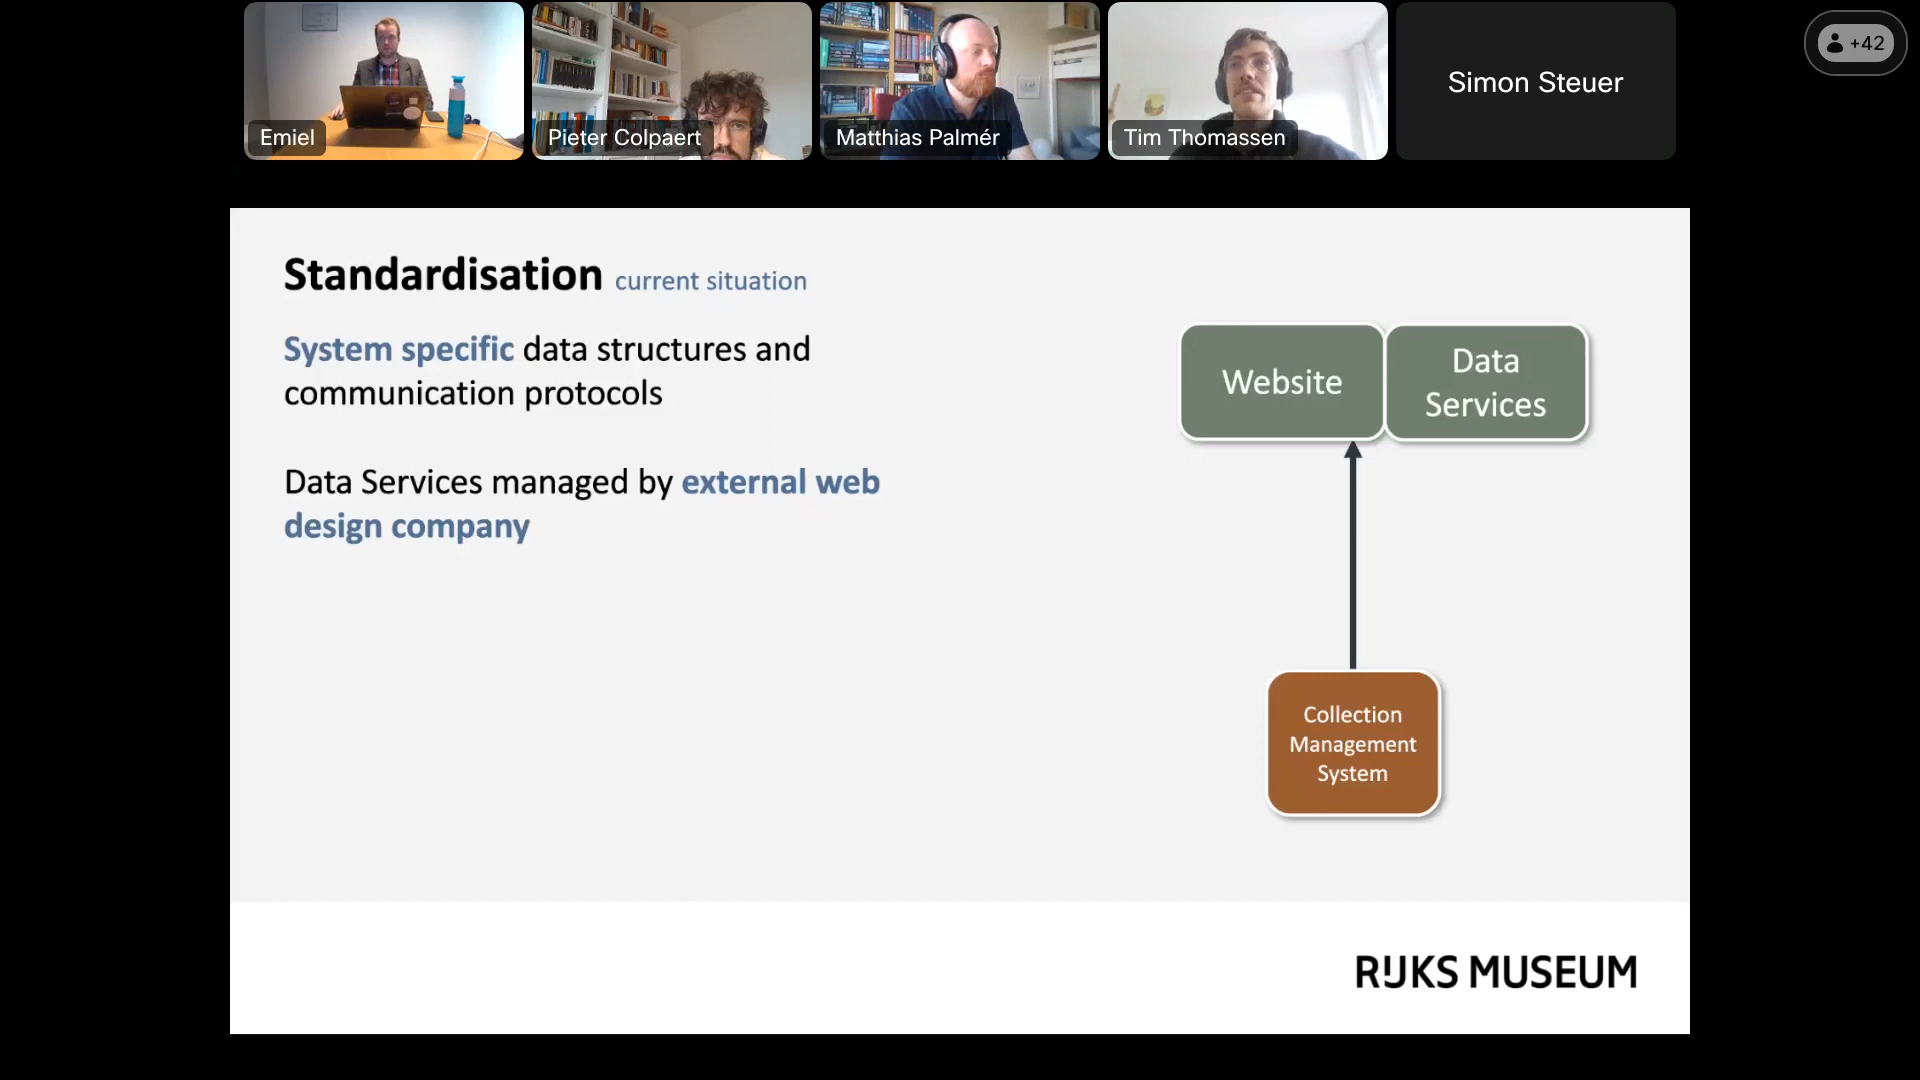 Emiel
Pieter Colpaert
Matthias Palmér
Tim Thomassen
Simon Steuer
+42
Standardisation current situation
System specific data structures and
communication protocols
Data Services managed by external web
design company
Website
Data
Services
Collection
Management
System
RIJKS MUSEUM